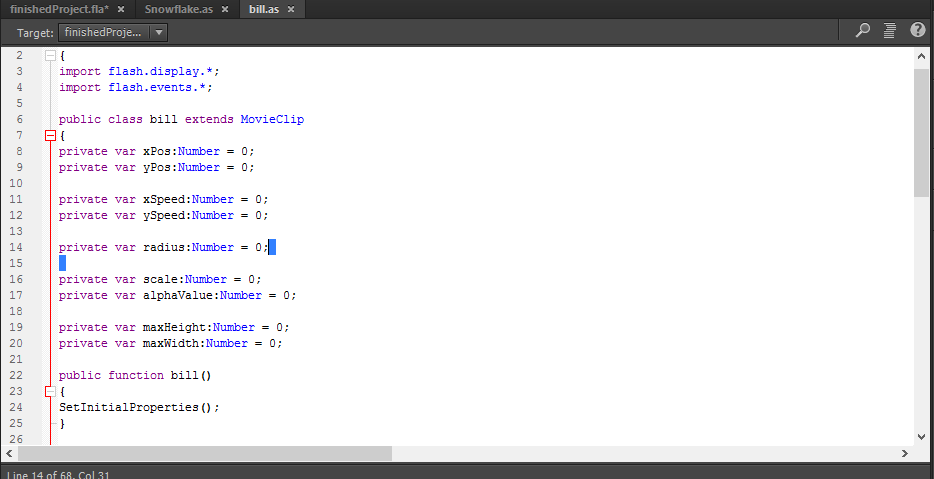 finishedProject.fla* × Snowflake.as × bill.as ×
Target: finishedProje...
2 {
3 import flash.display.*;
4 import flash.events.*;
5
6 public class bill extends MovieClip
7 {
8 private var xPos:Number = 0;
9 private var yPos:Number = 0;
10
11 private var xSpeed:Number = 0;
12 private var ySpeed:Number = 0;
13
14 private var radius:Number = 0;
15
16 private var scale:Number = 0;
17 private var alphaValue:Number = 0;
18
19 private var maxHeight:Number = 0;
20 private var maxWidth:Number = 0;
21
22 public function bill()
23 {
24 SetInitialProperties();
25 }
26
Line 14 of 68, Col 31